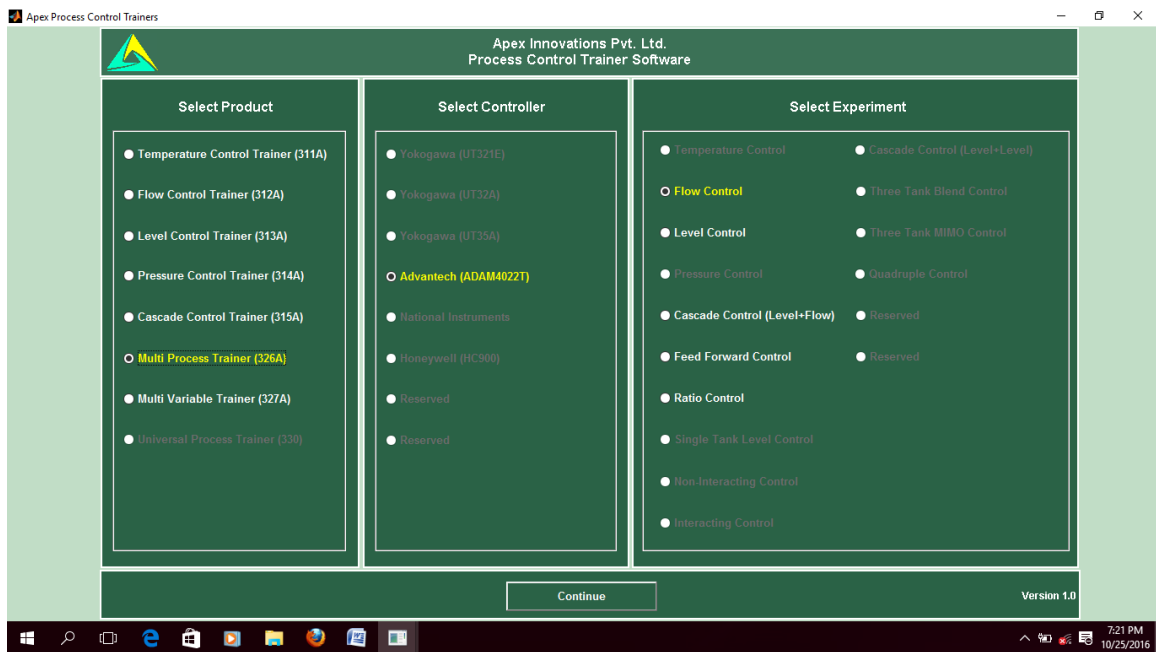 Apex Process Control Trainers
Apex Innovations Pvt. Ltd.
Process Control Trainer Software
Select Product
Temperature Control Trainer (311A)
Flow Control Trainer (312A)
Level Control Trainer (313A)
Pressure Control Trainer (314A)
Cascade Control Trainer (315A)
Multi Process Trainer (326A)
Multi Variable Trainer (327A)
Universal Process Trainer (330)
Select Controller
Yokogawa (UT321E)
Yokogawa (UT32A)
Yokogawa (UT35A)
Advantech (ADAM4022T)
National Instruments
Honeywell (HC900)
Reserved
Reserved
Select Experiment
Temperature Control
Flow Control
Level Control
Pressure Control
Cascade Control (Level+Flow)
Feed Forward Control
Ratio Control
Single Tank Level Control
Non-Interacting Control
Interacting Control
Cascade Control (Level+Level)
Three Tank Blend Control
Three Tank MIMO Control
Quadruple Control
Reserved
Reserved
Continue
Version 1.0
7:21 PM
10/25/2016